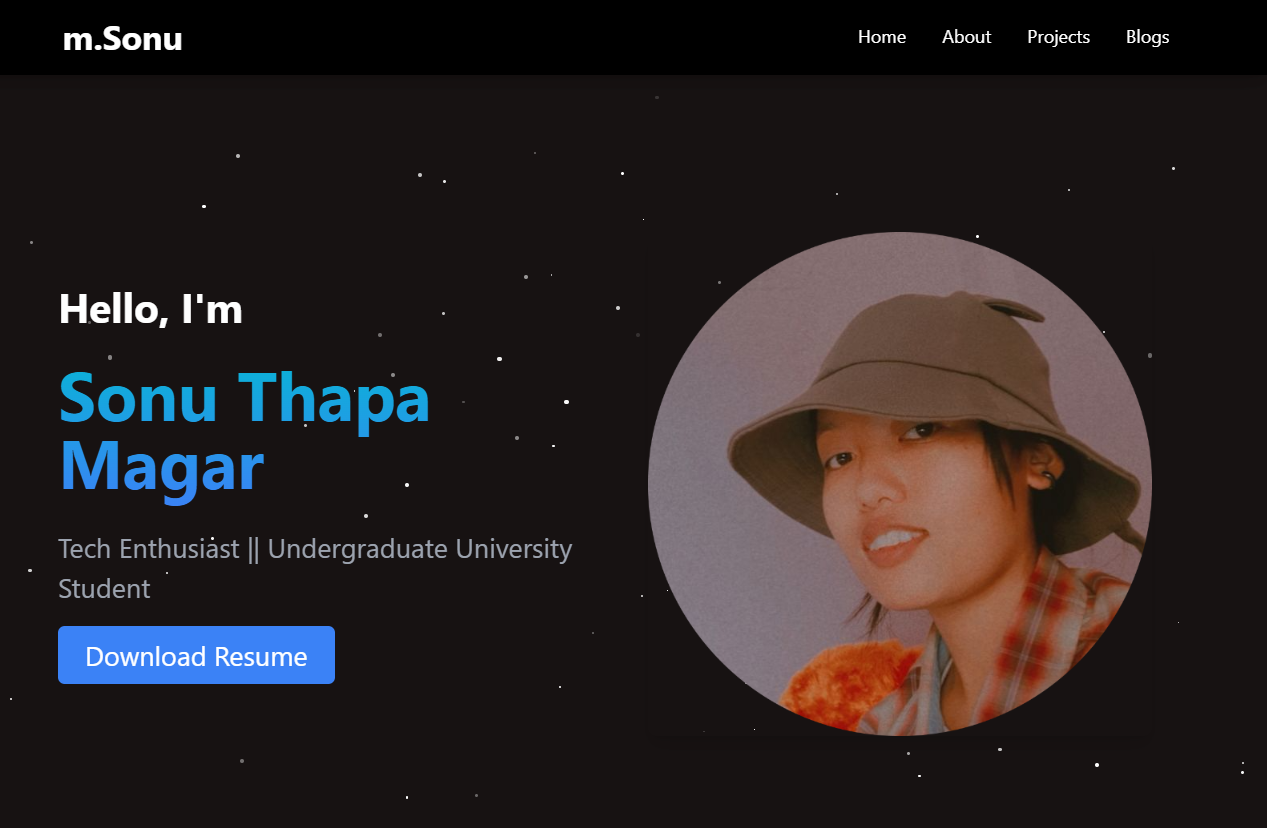 m.Sonu
Home About Projects Blogs
Hello, I'm
Sonu Thapa
Magar
Tech Enthusiast || Undergraduate University
Student
Download Resume